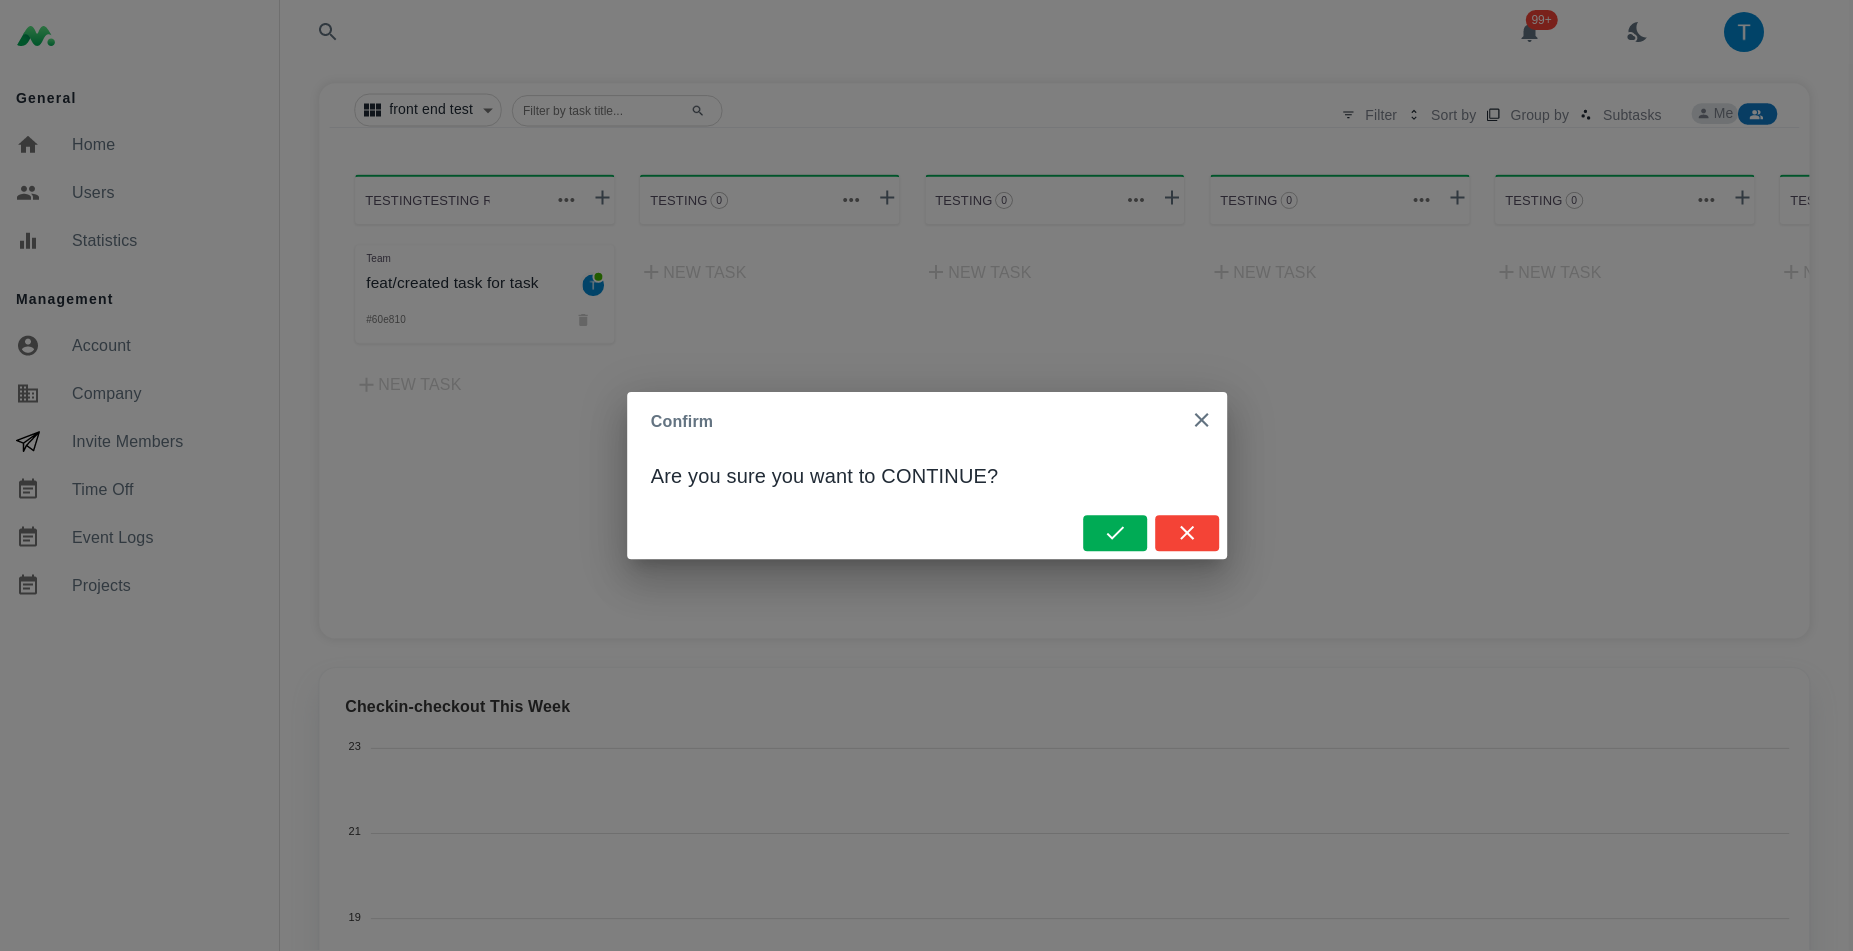 99+
T
General
Home
Users
Statistics
Management
Account
Company
Invite Members
Time Off
Event Logs
Projects
front end test
Filter by task title...
Filter
Sort by
Group by
Subtasks
Me
TESTINGTESTING
TESTING 0
TESTING 0
TESTING 0
TESTING 0
Team
feat/created task for task
T
#60e810
NEW TASK
NEW TASK
NEW TASK
NEW TASK
NEW TASK
Confirm
Are you sure you want to CONTINUE?
Checkin-checkout This Week
23
21
19